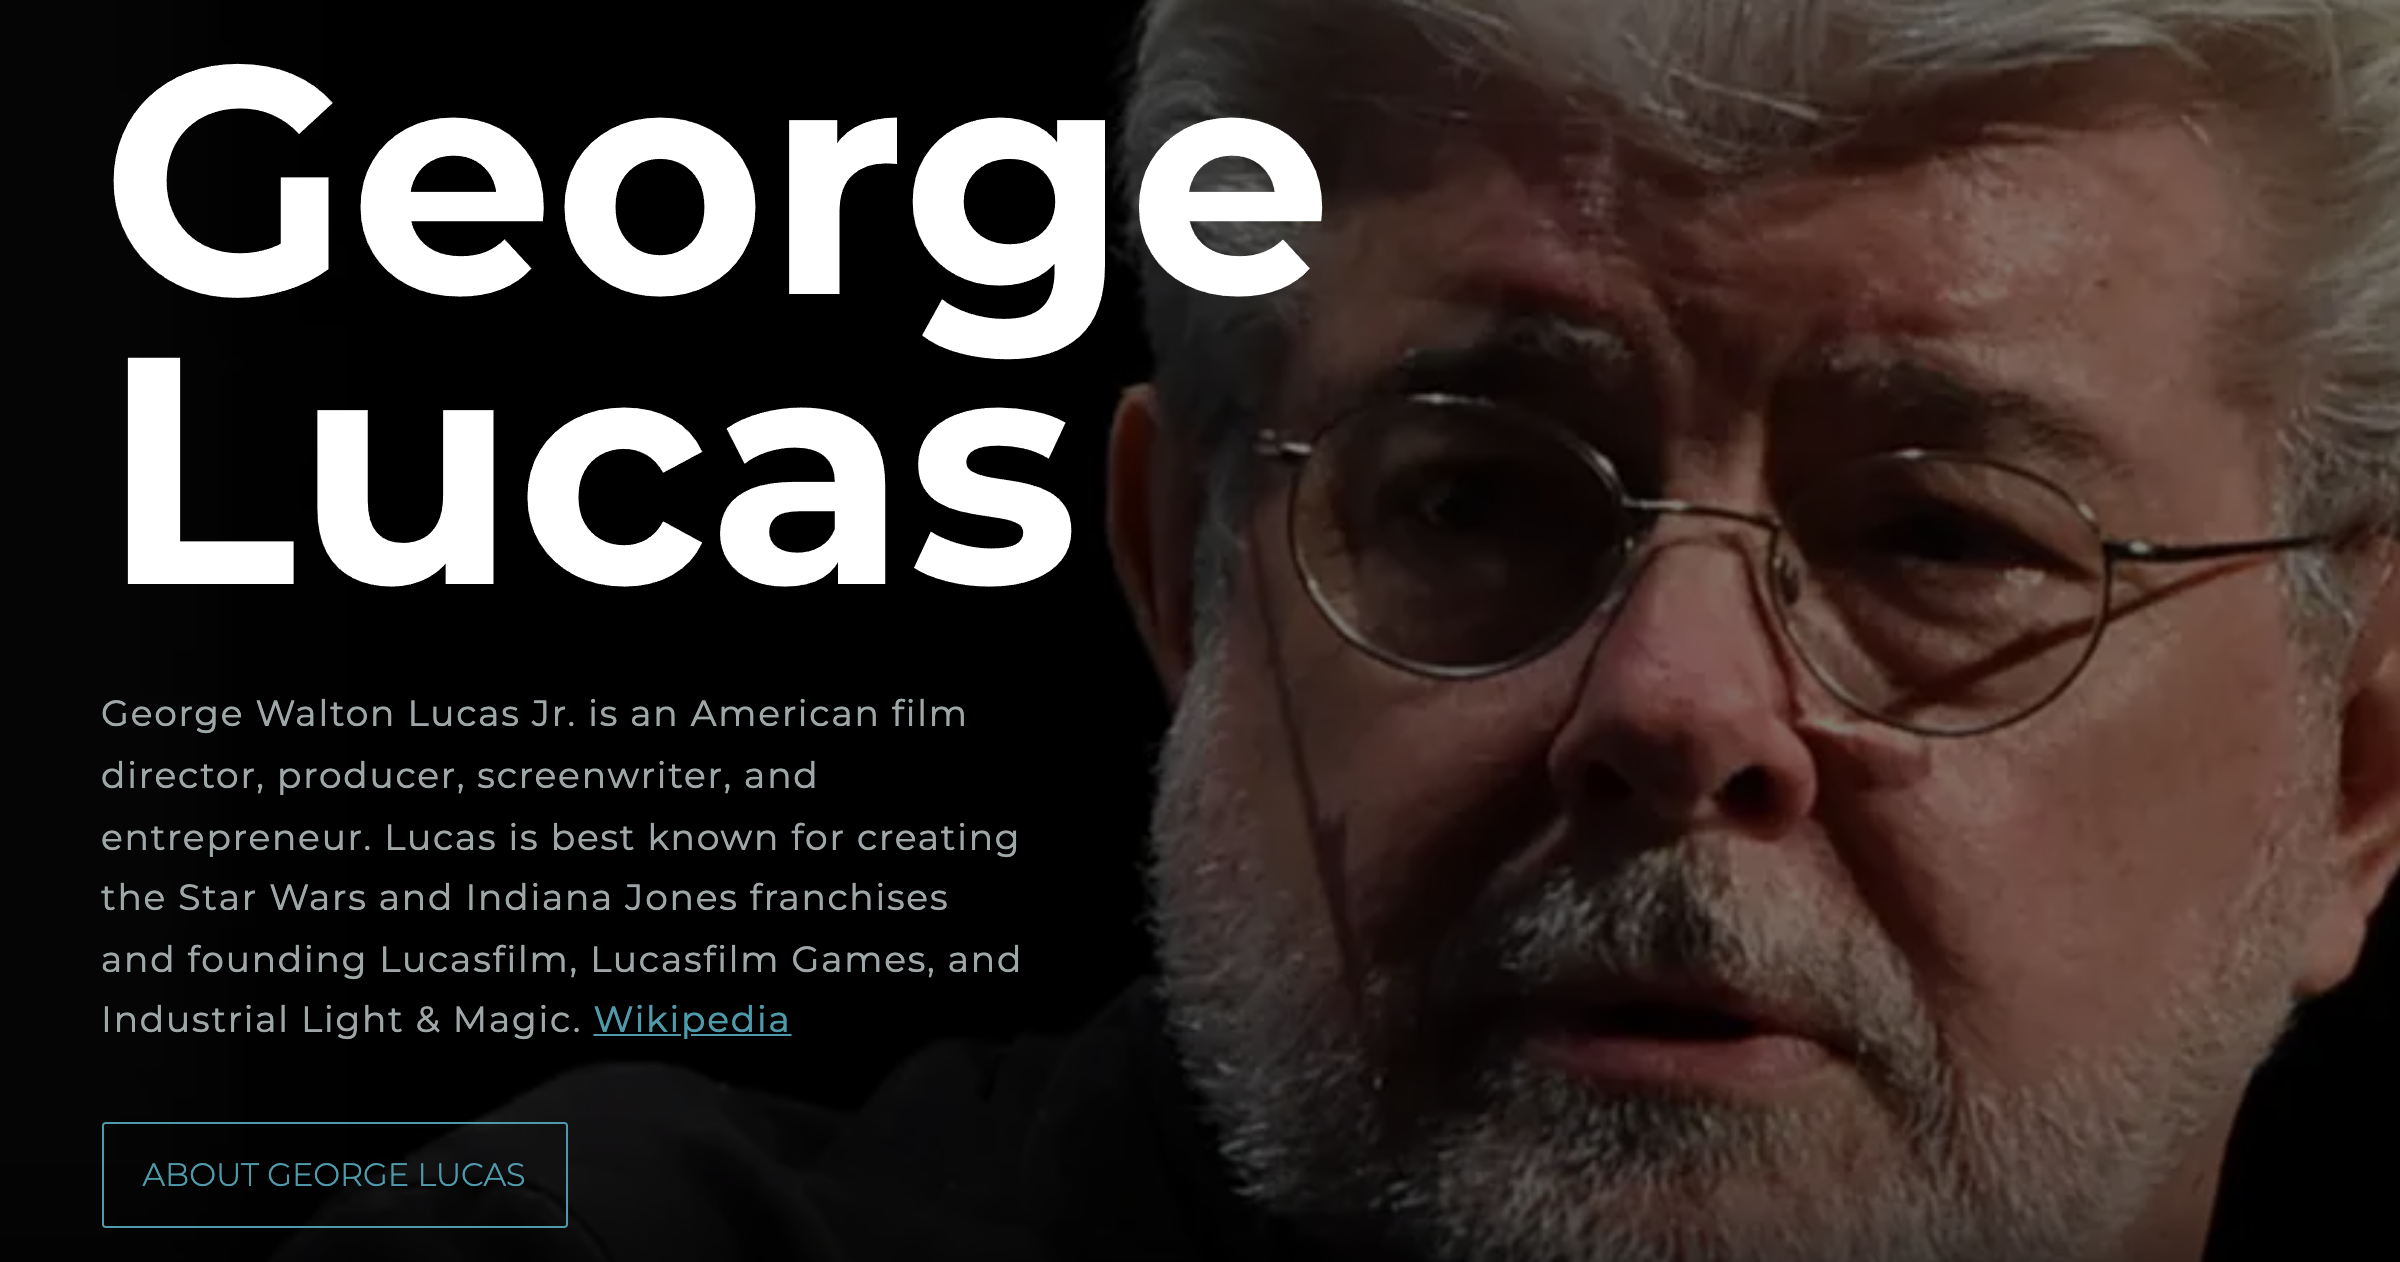 George
Lucas
George Walton Lucas Jr. is an American film
director, producer, screenwriter, and
entrepreneur. Lucas is best known for creating
the Star Wars and Indiana Jones franchises
and founding Lucasfilm, Lucasfilm Games, and
Industrial Light & Magic. Wikipedia
ABOUT GEORGE LUCAS